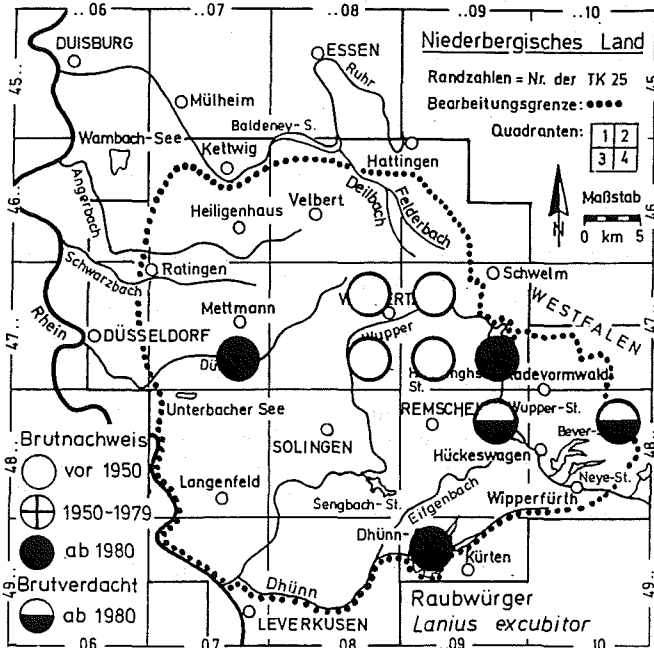 ..06 ..07 ..08 ..09 ..10
DUISBURG
ESSEN
Niederbergisches Land
45..
Ruhr
45..
Randzahlen = Nr. der TK 25
Mülheim
Bearbeitungsgrenze:
Baldeney-S.
Quadranten:
1 2
3 4
Wambach-See
Kettwig
Hattingen
Maßstab
Angerbach
Deilbach
Felderbach
46..
Heiligenhaus
Velbert
N
0 km 5
46..
Schwarzbach
Ratingen
Schwelm
WESTFALEN
Mettmann
Rhein
DÜSSELDORF
Wupper
47..
47..
Radevormwald
Unterbacher See
REMSCHEI
Wupper-St.
Brutnachweis
SOLINGEN
Bever-
vor 1950
Hückeswagen
48..
48..
Langenfeld
Neye-St.
1950-1979
Sengbach-St.
Eifgenbach
Wipperfürth
ab 1980
Dhünn-
Kürten
Brutverdacht
Dhünn
49..
49..
ab 1980
Raubwürger
LEVERKUSEN
Lanius excubitor
06 ..07 ..08 ..09 10